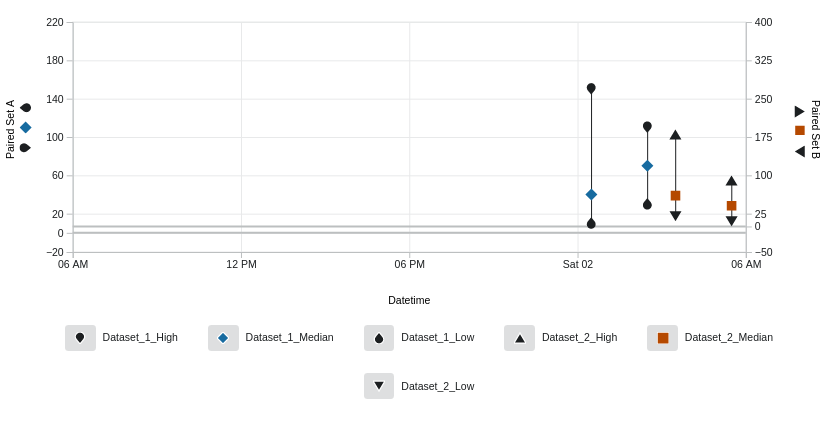 220
180
140
100
60
20
0
−20
400
325
250
175
100
25
0
−50
Paired Set A
Paired Set B
06 AM 12 PM 06 PM Sat 02 06 AM
Datetime
Dataset_1_High Dataset_1_Median Dataset_1_Low Dataset_2_High Dataset_2_Median
Dataset_2_Low